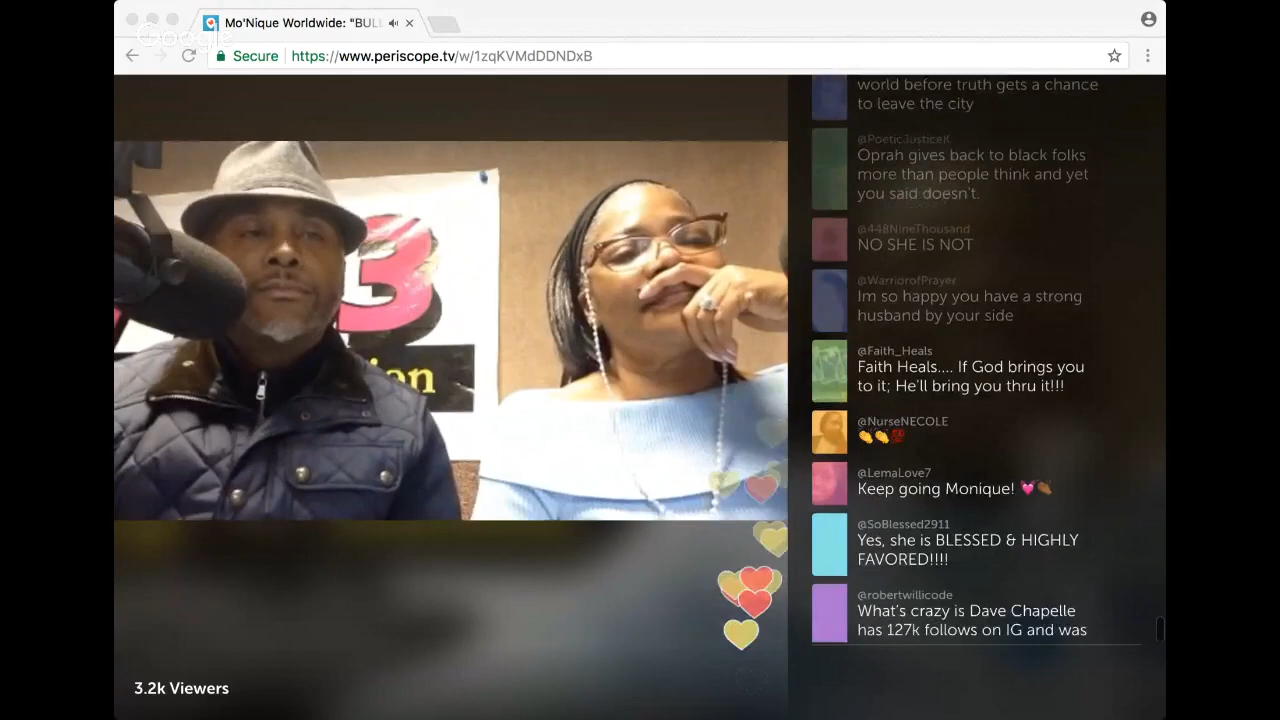 Mo'Nique Worldwide: "BULL
Google
Secure https://www.periscope.tv/w/1zqKVMdDDNDxB
world before truth gets a chance
to leave the city
@PoeticJusticeK
Oprah gives back to black folks
more than people think and yet
you said doesn't.
@448NineThousand
NO SHE IS NOT
@WarriorofPrayer
Im so happy you have a strong
husband by your side
@Faith_Heals
Faith Heals.... If God brings you
to it; He'll bring you thru it!!!
@NurseNECOLE
👏👏💯
@LemaLove7
Keep going Monique! 💓👏🏾
@SoBlessed2911
Yes, she is BLESSED & HIGHLY
FAVORED!!!!
@robertwillicode
What's crazy is Dave Chapelle
has 127k follows on IG and was
3
3.2k Viewers